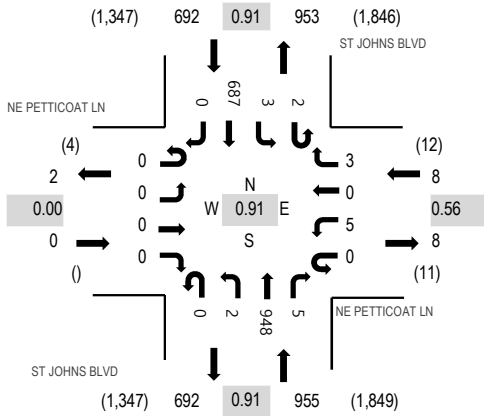 (1,347) 692 0.91 953 (1,846)
ST JOHNS BLVD
NE PETTICOAT LN
0 687 3 2
(4)
2
0.00
0
()
0
0
0
0
N
W 0.91 E
S
3
0
5
0
(12)
8
0.56
8
(11)
0 2 948 5
NE PETTICOAT LN
ST JOHNS BLVD
(1,347) 692 0.91 955 (1,849)